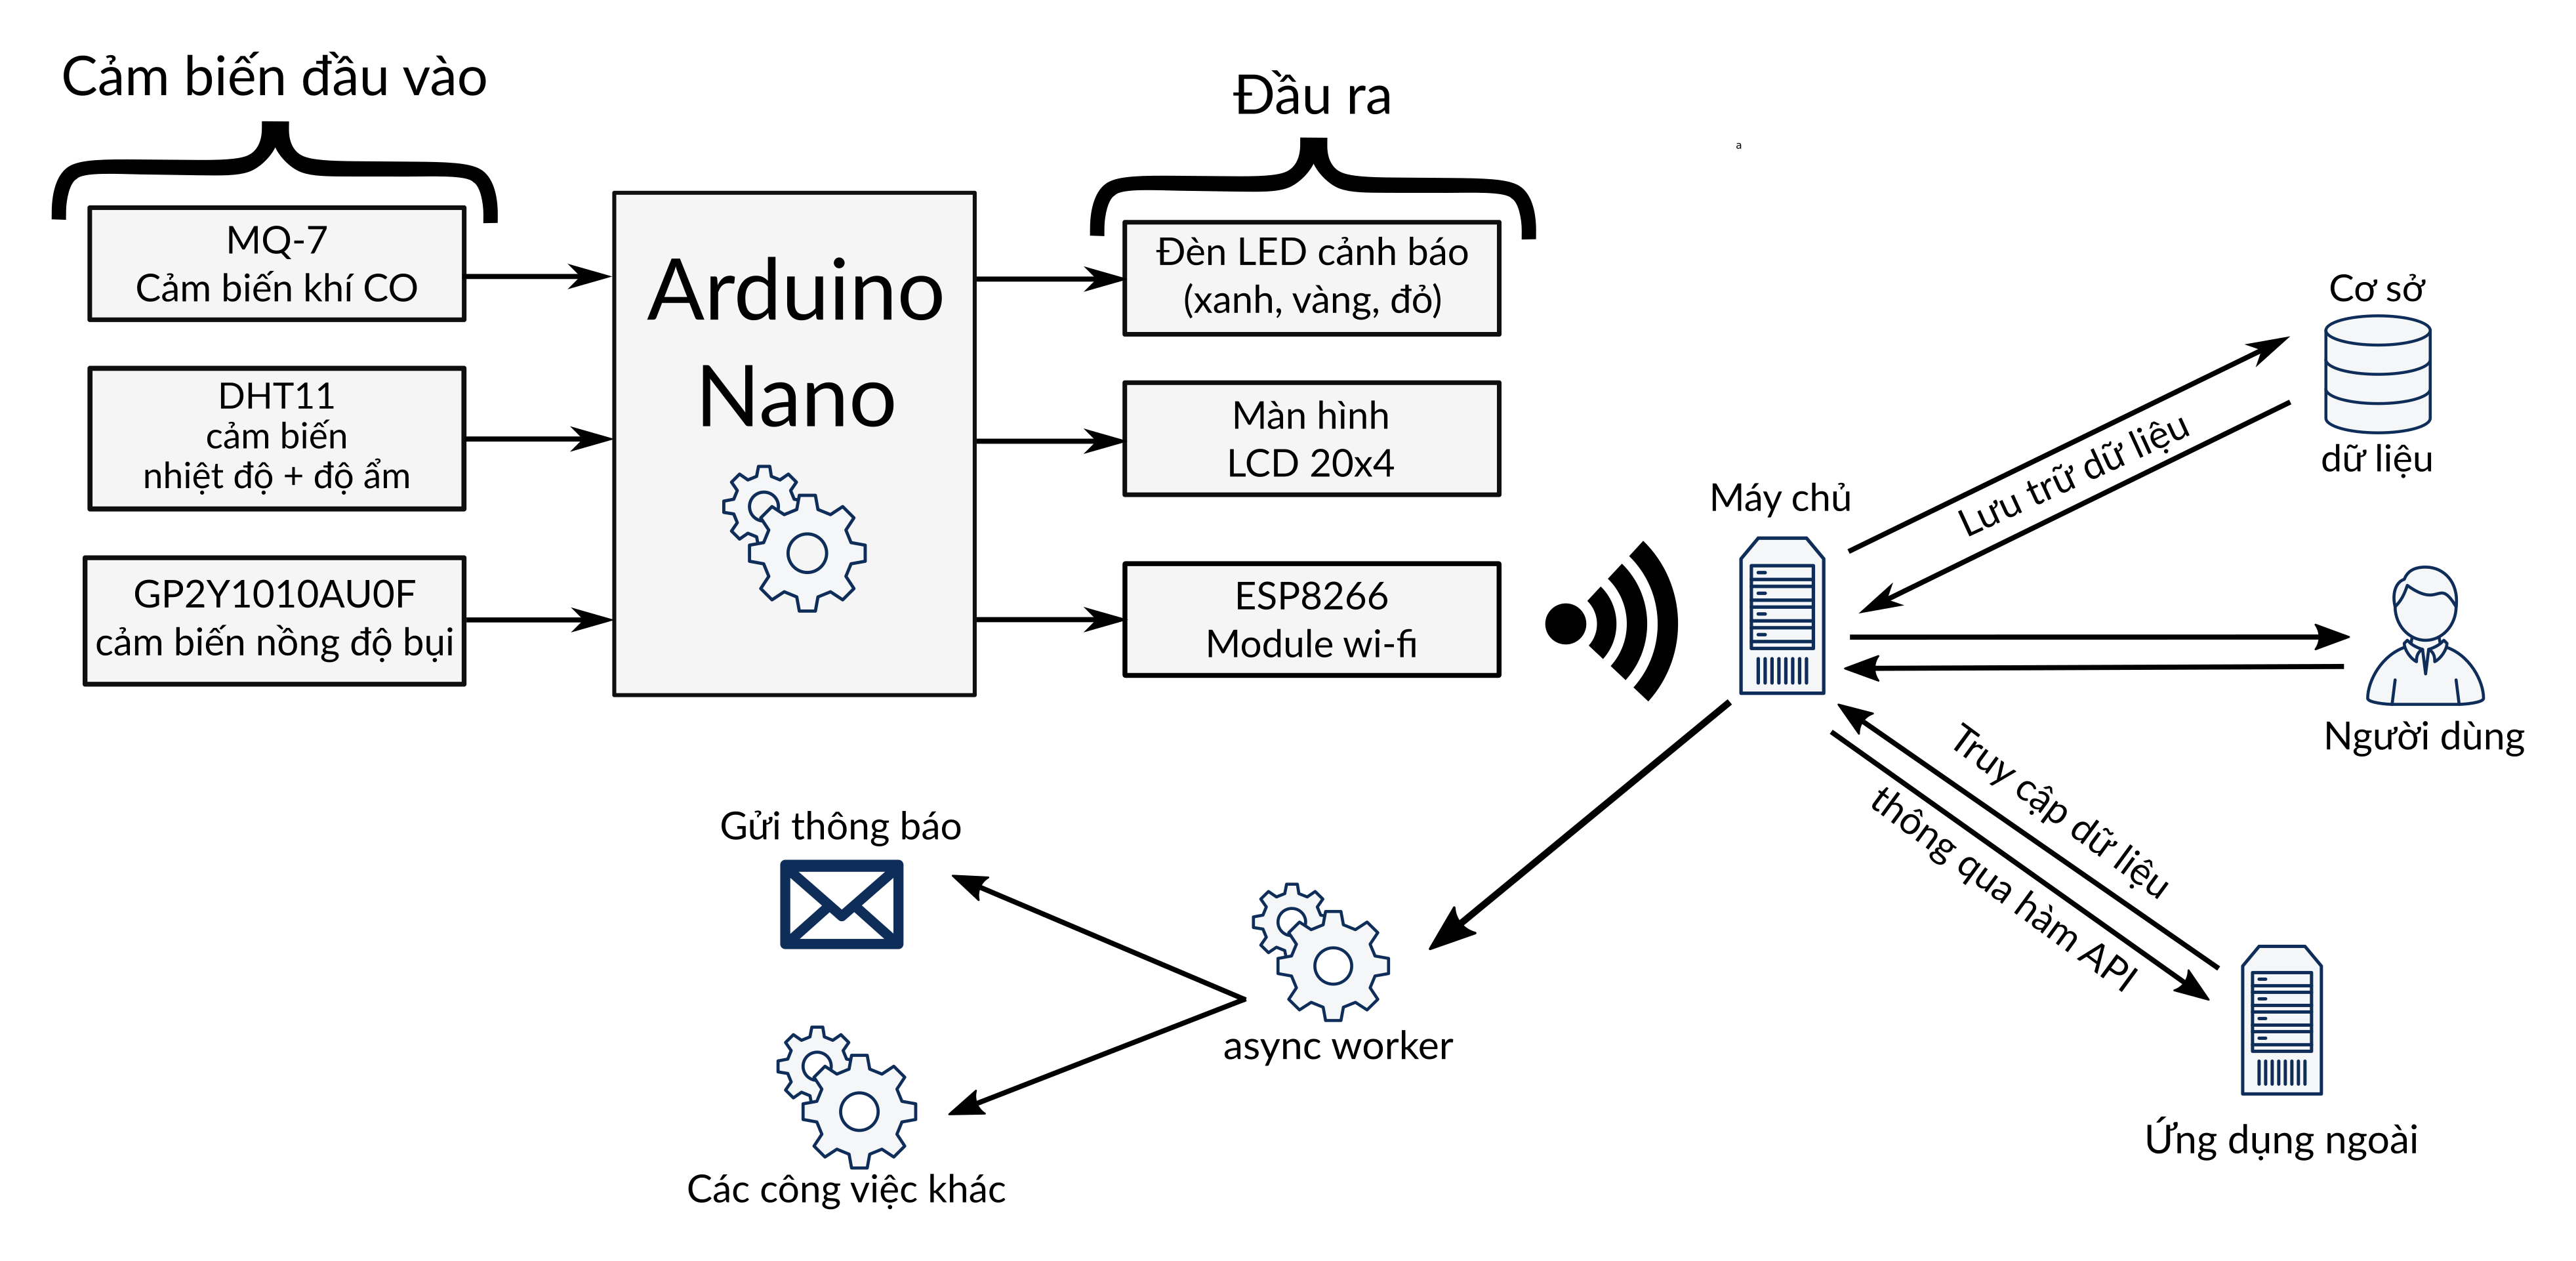 Cảm biến đầu vào
MQ-7
Cảm biến khí CO
DHT11
cảm biến
nhiệt độ + độ ẩm
GP2Y1010AU0F
cảm biến nồng độ bụi
Arduino
Nano
Đầu ra
Đèn LED cảnh báo
(xanh, vàng, đỏ)
Màn hình
LCD 20x4
ESP8266
Module wi-fi
a
Máy chủ
Cơ sở
dữ liệu
Lưu trữ dữ liệu
Người dùng
Truy cập dữ liệu
thông qua hàm API
Ứng dụng ngoài
async worker
Gửi thông báo
Các công việc khác